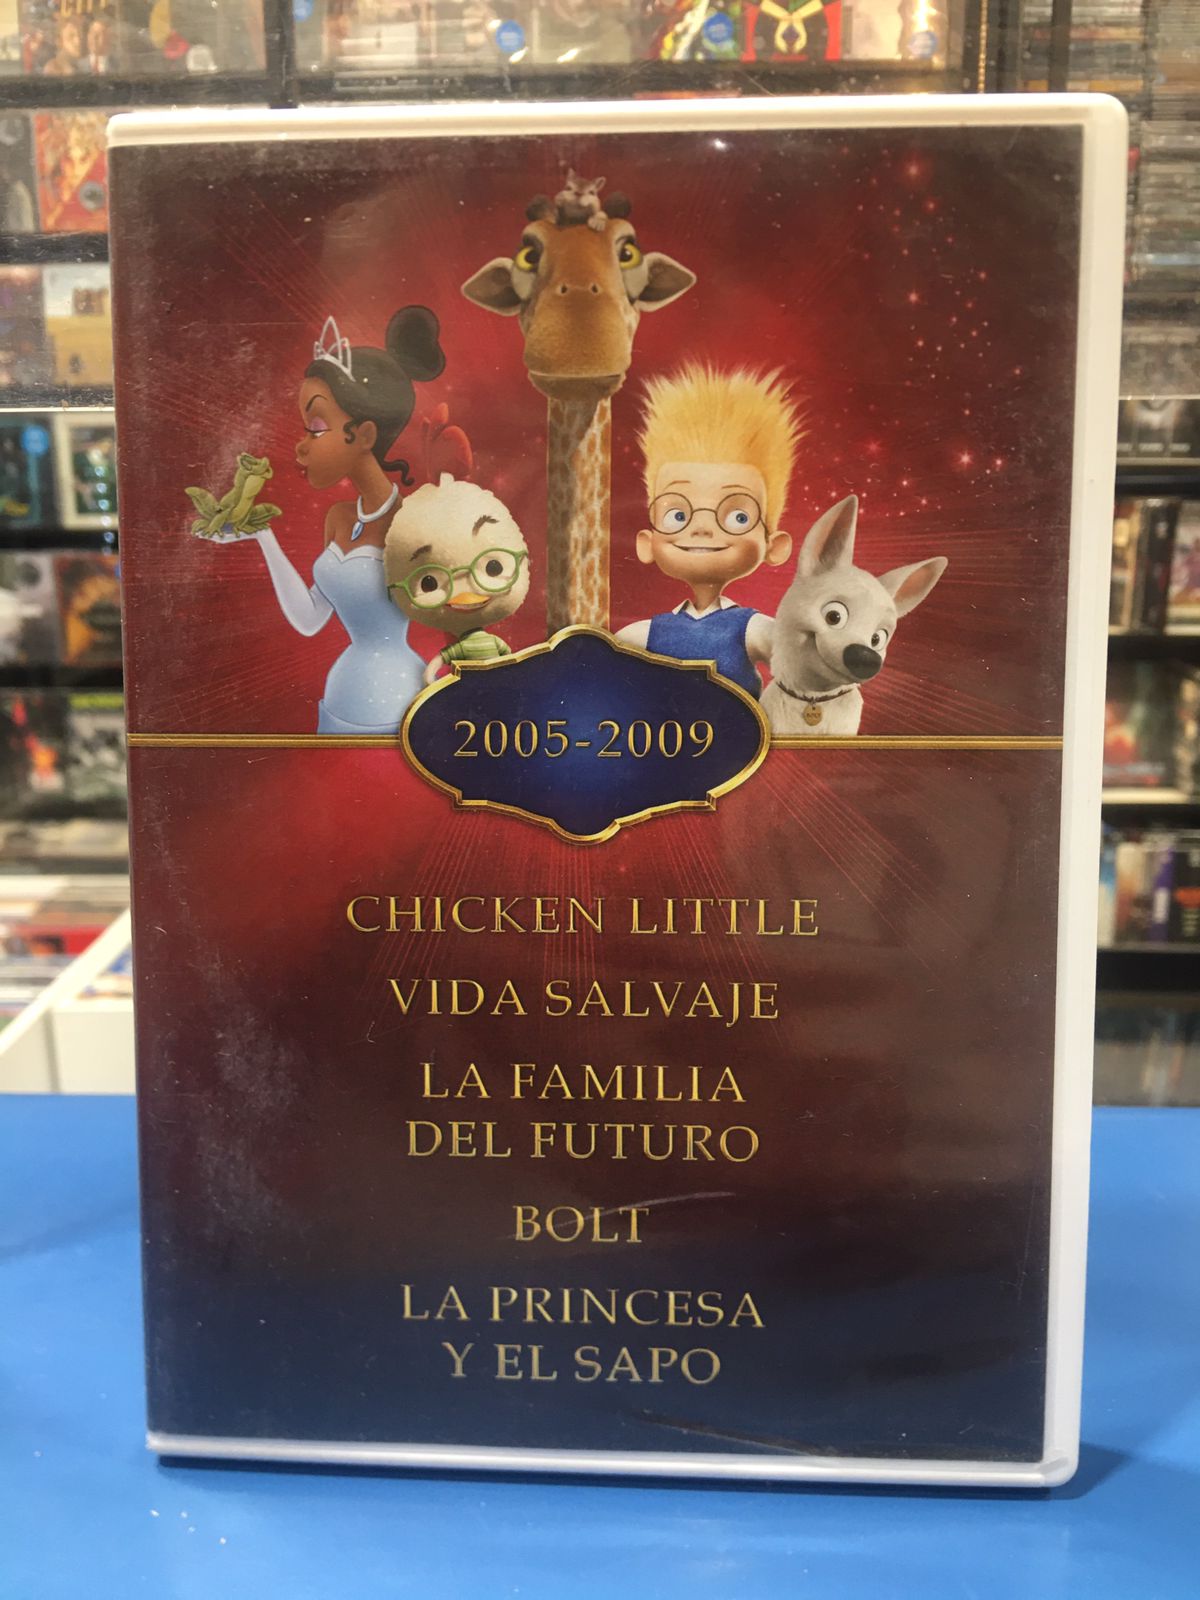 2005-2009
CHICKEN LITTLE
VIDA SALVAJE
LA FAMILIA
DEL FUTURO
BOLT
LA PRINCESA
Y EL SAPO